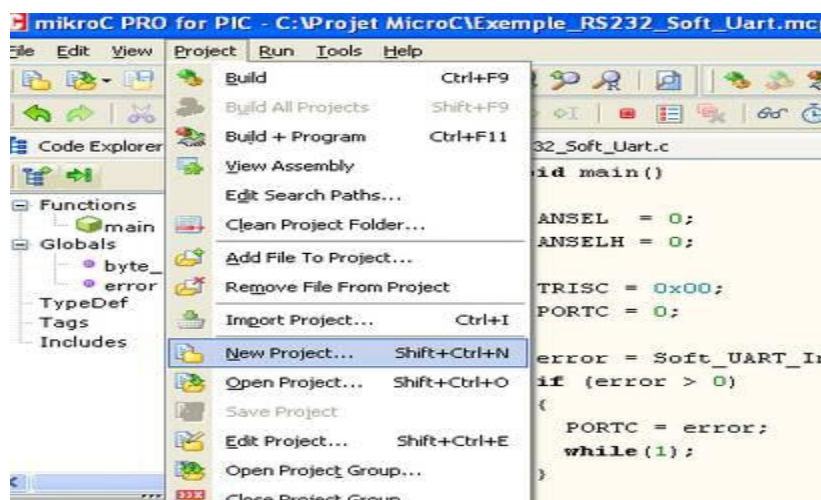 mikroC PRO for PIC - C:\Projet MicroC\Exemple_RS232_Soft_Uart.mcp
File Edit View Project Run Tools Help
Build Ctrl+F9
Build All Projects Shift+F9
Build + Program Ctrl+F11
View Assembly
Edit Search Paths...
Clean Project Folder...
Add File To Project...
Remove File From Project
Import Project... Ctrl+I
New Project... Shift+Ctrl+N
Open Project... Shift+Ctrl+O
Save Project
Edit Project... Shift+Ctrl+E
Open Project Group...
Close Project Group
Code Explorer
Functions
main
Globals
byte_
error
TypeDef
Tags
Includes
32_Soft_Uart.c
id main()
ANSEL = 0;
ANSELH = 0;
TRISC = 0x00;
PORTC = 0;
error = Soft_UART_In
if (error > 0)
{
PORTC = error;
while(1);
}